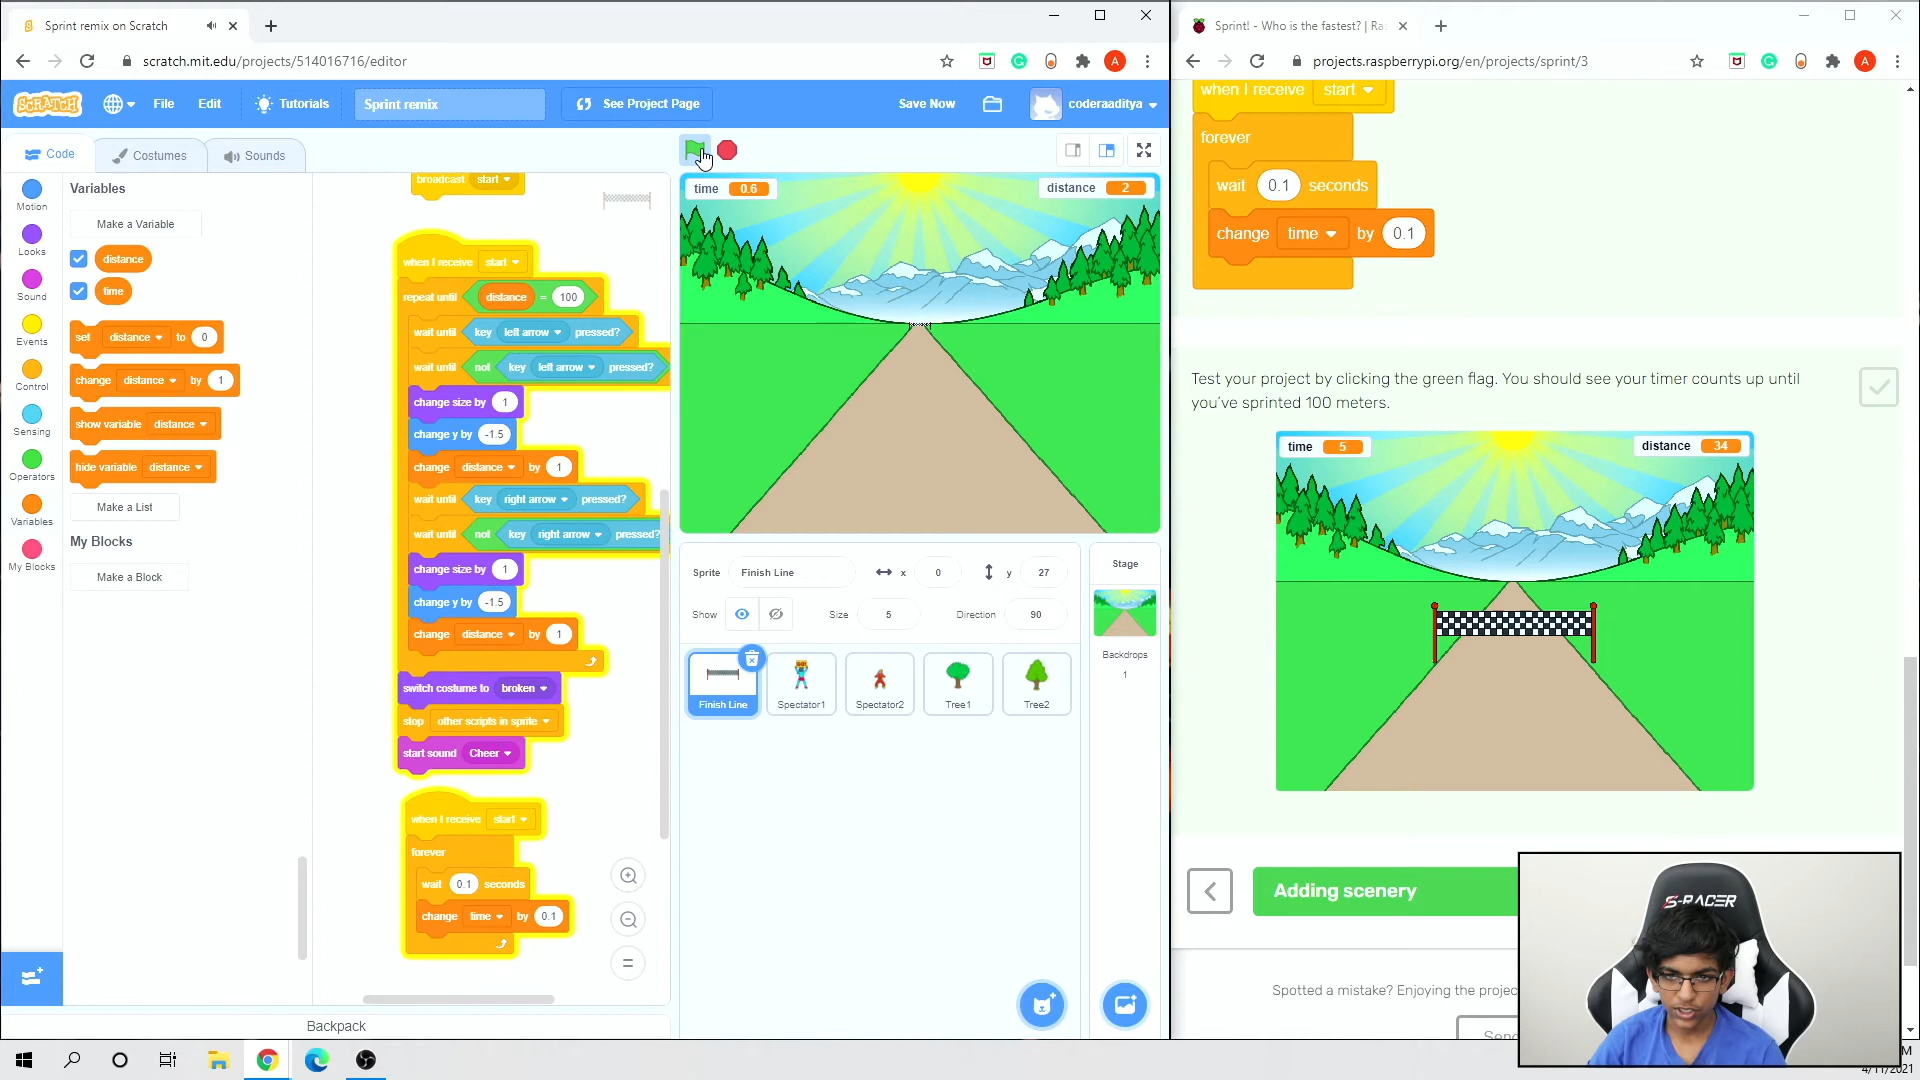 Sprint remix on Scratch
scratch.mit.edu/projects/514016716/editor
A
SCRATCH
File
Edit
Tutorials
Sprint remix
See Project Page
Save Now
coderaaditya
Code
Costumes
Sounds
Motion
Looks
Sound
Events
Control
Sensing
Operators
Variables
My Blocks
Variables
Make a Variable
distance
time
set distance to 0
change distance by 1
show variable distance
hide variable distance
Make a List
My Blocks
Make a Block
broadcast start
when I receive start
repeat until distance = 100
wait until key left arrow pressed?
wait until not key left arrow pressed?
change size by 1
change y by -1.5
change distance by 1
wait until key right arrow pressed?
wait until not key right arrow pressed?
change size by 1
change y by -1.5
change distance by 1
switch costume to broken
stop other scripts in sprite
start sound Cheer
when I receive start
forever
wait 0.1 seconds
change time by 0.1
Backpack
time 0.6
distance 2
Sprite Finish Line x 0 y 27
Show Size 5 Direction 90
Finish Line
Spectator1
Spectator2
Tree1
Tree2
Stage
Backdrops
1
Sprint! - Who is the fastest? | Ra
projects.raspberrypi.org/en/projects/sprint/3
A
when I receive start
forever
wait 0.1 seconds
change time by 0.1
Test your project by clicking the green flag. You should see your timer counts up until
you've sprinted 100 meters.
time 5
distance 34
Adding scenery
Spotted a mistake? Enjoying the projec
Send
S-RACER
M
4/11/2021